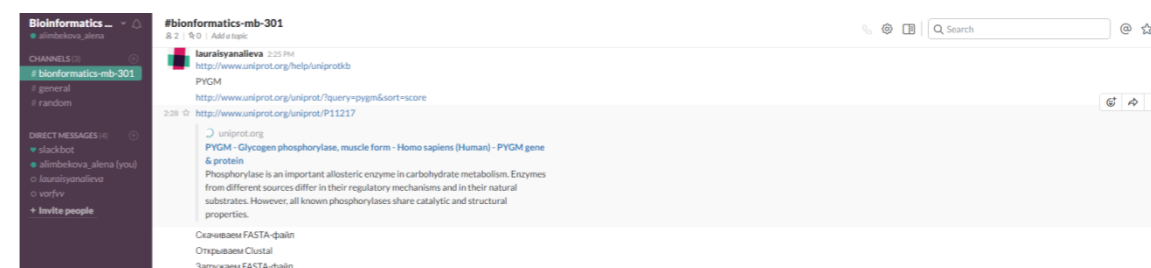 Bioinformatics ...
alimbekova_alena
CHANNELS (3)
# bionformatics-mb-301
# general
# random
DIRECT MESSAGES (4)
slackbot
alimbekova_alena (you)
lauraisyanalieva
vorfvv
+ Invite people
#bionformatics-mb-301
2 | 0 | Add a topic
Search
lauraisyanalieva 2:25 PM
http://www.uniprot.org/help/uniprotkb
PYGM
http://www.uniprot.org/uniprot/?query=pygm&sort=score
2:28 http://www.uniprot.org/uniprot/P11217
uniprot.org
PYGM - Glycogen phosphorylase, muscle form - Homo sapiens (Human) - PYGM gene
& protein
Phosphorylase is an important allosteric enzyme in carbohydrate metabolism. Enzymes
from different sources differ in their regulatory mechanisms and in their natural
substrates. However, all known phosphorylases share catalytic and structural
properties.
Скачиваем FASTA-файл
Открываем Clustal
Загружаем FASTA-файл